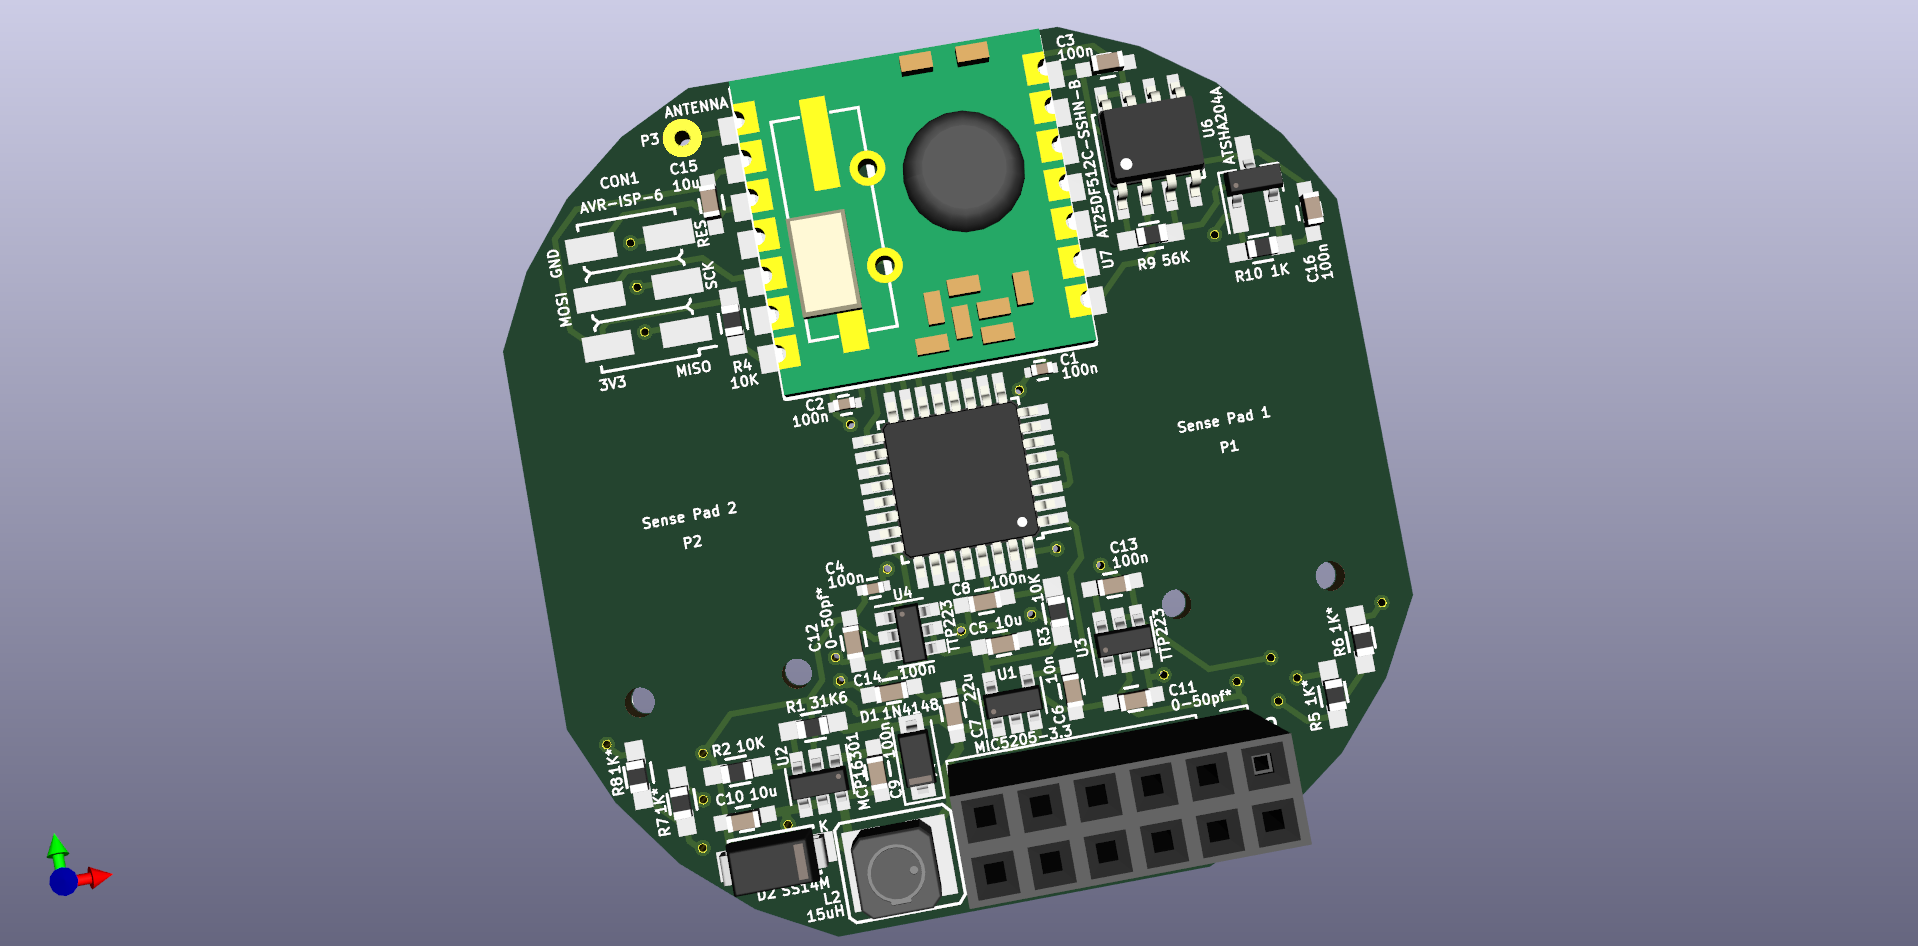 C3
100n
ANTENNA
P3
C15
10u
CON1
AVR-ISP-6
RES
GND
SCK
MOSI
3V3
MISO
R4
10K
AT25DF512C-SSHN-B
U7
U6
ATSHA204A
R9 56K
R10 1K
C16
100n
C1
100n
C2
100n
Sense Pad 1
P1
Sense Pad 2
P2
C4
100n
C12
0-50pf*
U4
TTP223
C8
100n
10K
R3
C5 10u
C13
100n
U3
TTP223
C14
100n
R1 31K6
D1 1N4148
22u
C7
U1
MIC5205-3.3
10n
C6
C11
0-50pf*
R6 1K*
R5 1K*
R2 10K
U2
MCP16301
100n
C9
R8 1K*
R7 1K*
C10 10u
K
D2 SS14M
L2
15uH